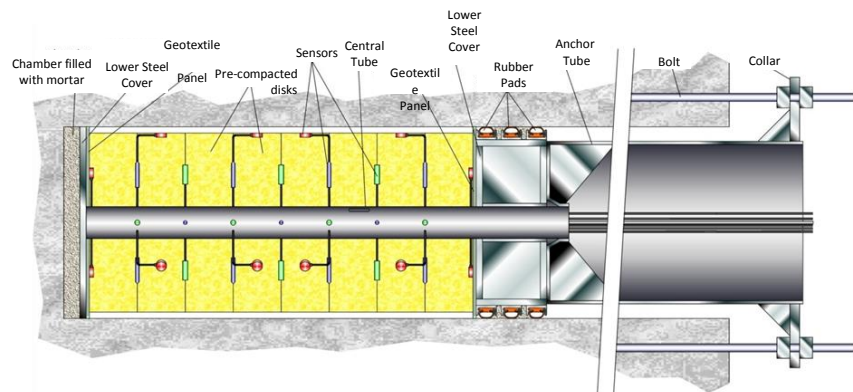 Chamber filled
with mortar
Lower Steel
Cover
Geotextile
Panel
Pre-compacted
disks
Sensors
Central
Tube
Geotextil
e
Panel
Lower
Steel
Cover
Rubber
Pads
Anchor
Tube
Bolt
Collar